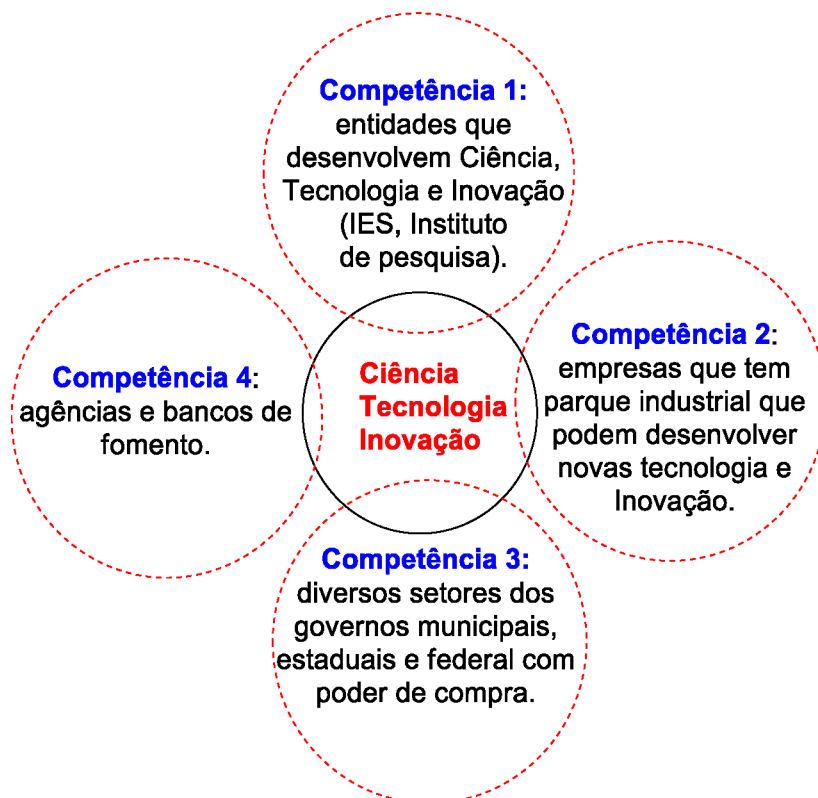 Competência 1:
entidades que
desenvolvem Ciência,
Tecnologia e Inovação
(IES, Instituto
de pesquisa).
Competência 2:
empresas que tem
parque industrial que
podem desenvolver
novas tecnologia e
Inovação.
Competência 4:
agências e bancos de
fomento.
Ciência
Tecnologia
Inovação
Competência 3:
diversos setores dos
governos municipais,
estaduais e federal com
poder de compra.